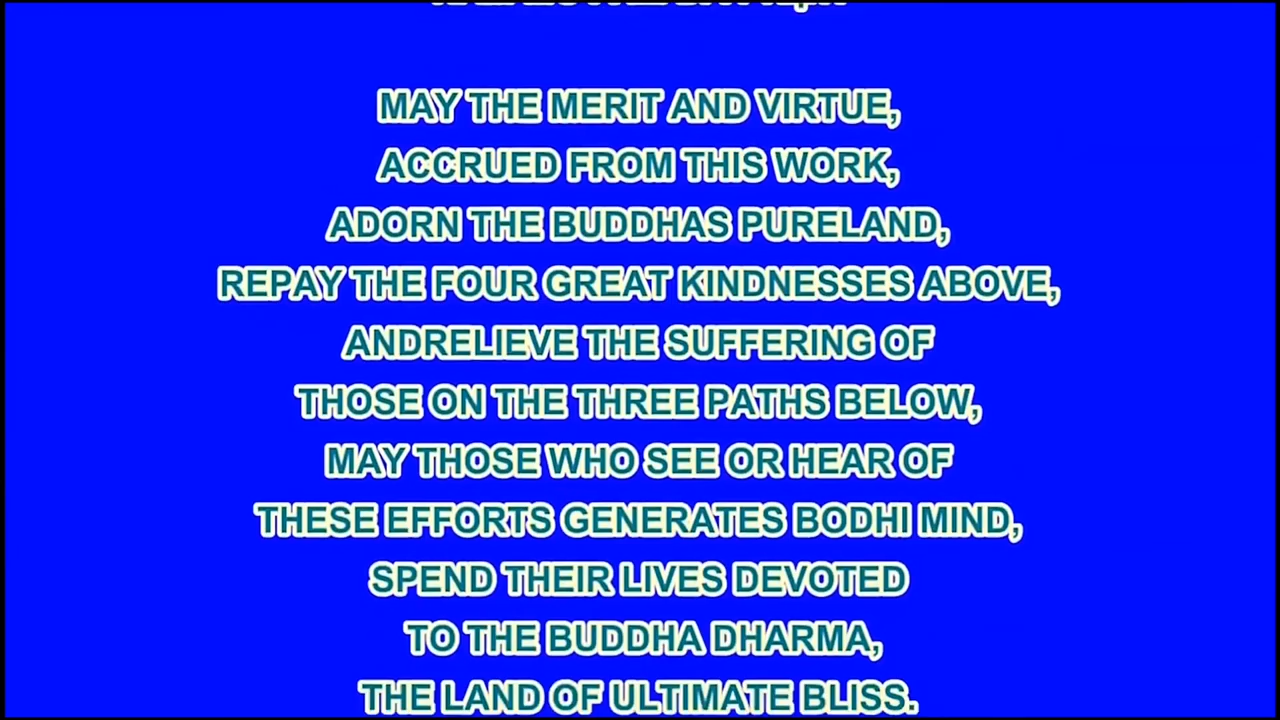 MAY THE MERIT AND VIRTUE,
ACCRUED FROM THIS WORK,
ADORN THE BUDDHAS PURELAND,
REPAY THE FOUR GREAT KINDNESSES ABOVE,
ANDRELIEVE THE SUFFERING OF
THOSE ON THE THREE PATHS BELOW,
MAY THOSE WHO SEE OR HEAR OF
THESE EFFORTS GENERATES BODHI MIND,
SPEND THEIR LIVES DEVOTED
TO THE BUDDHA DHARMA,
THE LAND OF ULTIMATE BLISS.